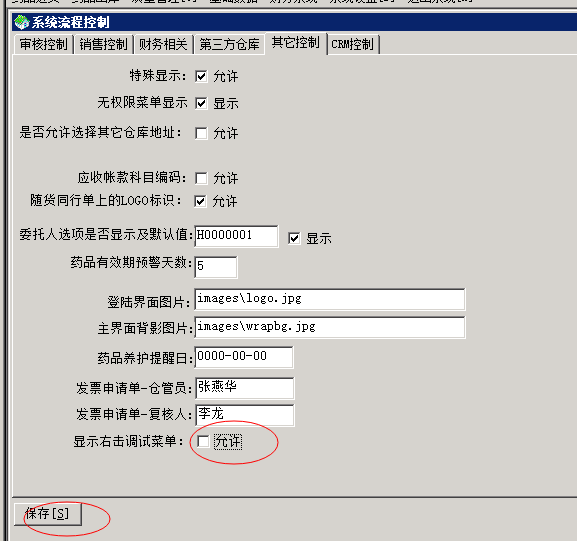 系统流程控制
审核控制 销售控制 财务相关 第三方仓库 其它控制 CRM控制
特殊显示: 允许
无权限菜单显示 显示
是否允许选择其它仓库地址: 允许
应收帐款科目编码: 允许
随货同行单上的LOGO标识: 允许
委托人选项是否显示及默认值: H0000001 显示
药品有效期预警天数: 5
登陆界面图片: images\logo.jpg
主界面背影图片: images\wrapbg.jpg
药品养护提醒日: 0000-00-00
发票申请单-仓管员: 张燕华
发票申请单-复核人: 李龙
显示右击调试菜单: 允许
保存[S]